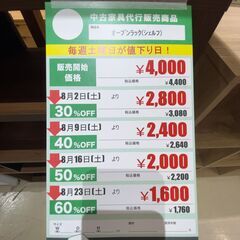 中古家具代行販売商品
オープンラック(シェルフ)
毎週土曜日が値下り日！
販売開始価格
¥4,000
税込価格 ¥4,400
8月2日(土)より
30%OFF
¥2,800
税込価格 ¥3,080
8月9日(土)より
40%OFF
¥2,400
税込価格 ¥2,640
8月16日(土)より
50%OFF
¥2,000
税込価格 ¥2,200
8月23日(土)より
60%OFF
¥1,600
税込価格 ¥1,760
サイズ
W D H